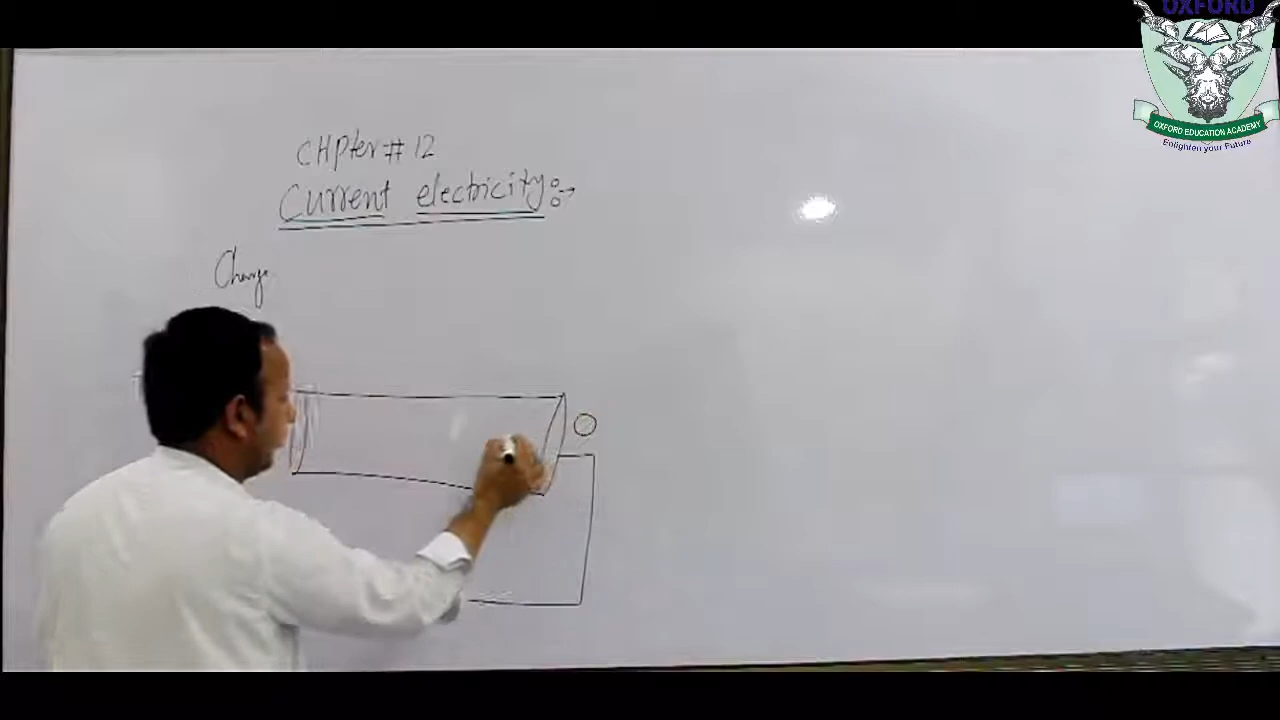 OXFORD
OXFORD EDUCATION ACADEMY
Enlighten your Future
CHpter # 12
Current electricity:→
Charge